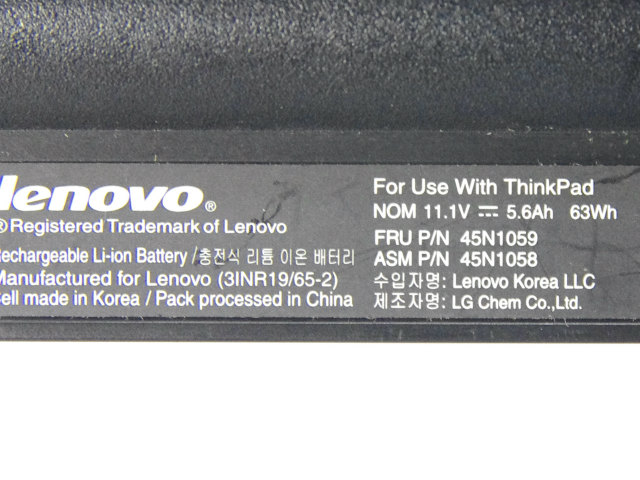 lenovo®
® Registered Trademark of Lenovo
Rechargeable Li-ion Battery / 충전식 리튬 이온 배터리
Manufactured for Lenovo (3INR19/65-2)
Cell made in Korea / Pack processed in China
For Use With ThinkPad
NOM 11.1V ⎓ 5.6Ah 63Wh
FRU P/N 45N1059
ASM P/N 45N1058
수입자명: Lenovo Korea LLC
제조자명: LG Chem Co.,Ltd.